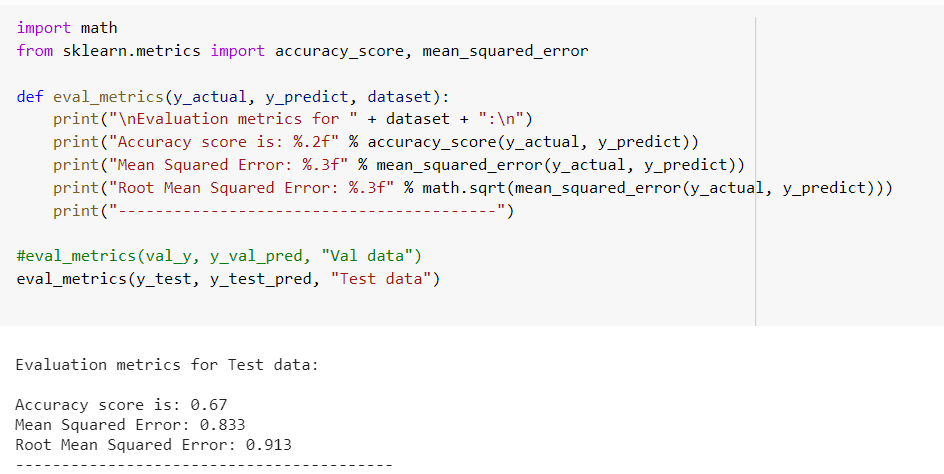 import math
from sklearn.metrics import accuracy_score, mean_squared_error
def eval_metrics(y_actual, y_predict, dataset):
    print("\nEvaluation metrics for " + dataset + ":\n")
    print("Accuracy score is: %.2f" % accuracy_score(y_actual, y_predict))
    print("Mean Squared Error: %.3f" % mean_squared_error(y_actual, y_predict))
    print("Root Mean Squared Error: %.3f" % math.sqrt(mean_squared_error(y_actual, y_predict)))
    print("-----------------------------------------")
#eval_metrics(val_y, y_val_pred, "Val data")
eval_metrics(y_test, y_test_pred, "Test data")
Evaluation metrics for Test data:
Accuracy score is: 0.67
Mean Squared Error: 0.833
Root Mean Squared Error: 0.913
-----------------------------------------